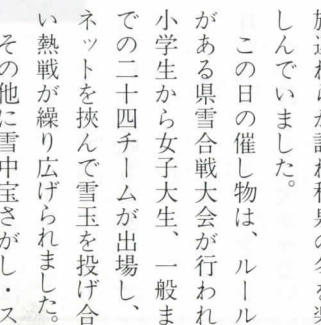 しんでいました。
この日の催し物は、ルール
がある県雪合戦大会が行われ
小学生から女子大生、一般ま
での二十四チームが出場し、
ネットを挟んで雪玉を投げ合
い熱戦が繰り広げられました。
その他に雪中宝さがし・ス